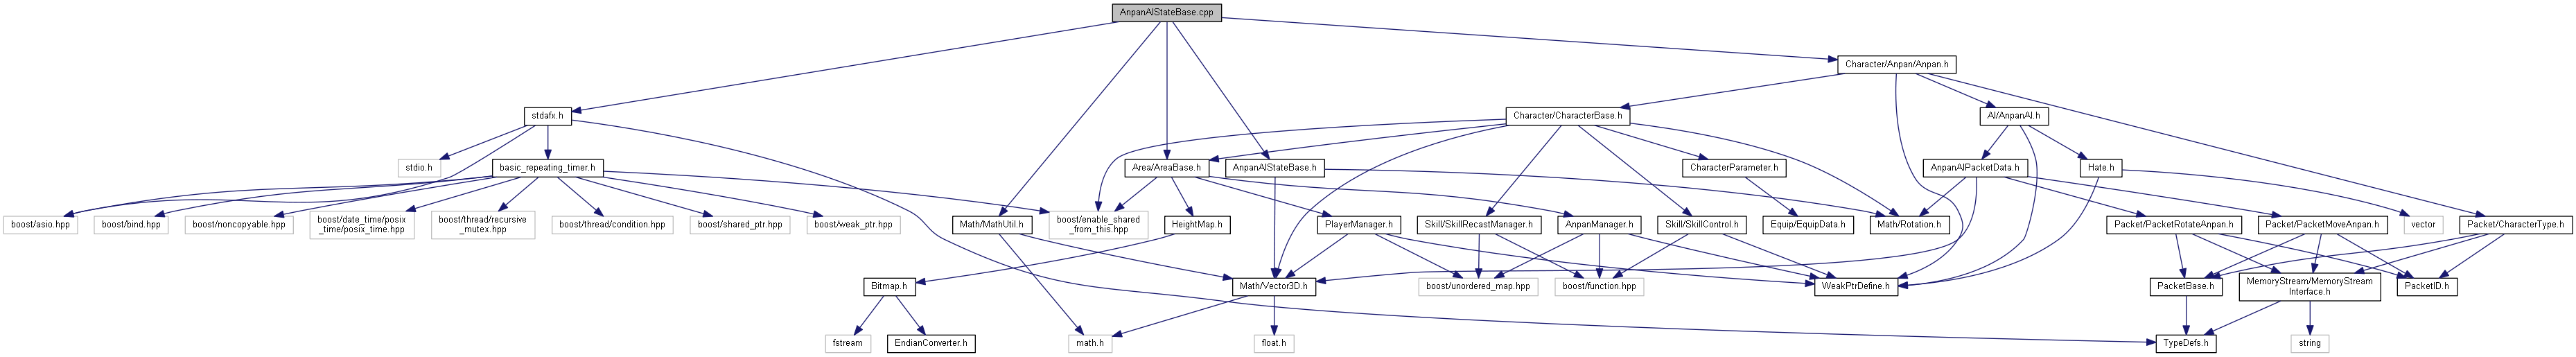 AnpanAIStateBase.cpp
Character/Anpan/Anpan.h
stdafx.h
Character/CharacterBase.h
AI/AnpanAI.h
stdio.h
basic_repeating_timer.h
Area/AreaBase.h
AnpanAIStateBase.h
CharacterParameter.h
AnpanAIPacketData.h
Hate.h
boost/asio.hpp
boost/bind.hpp
boost/noncopyable.hpp
boost/date_time/posix
_time/posix_time.hpp
boost/thread/recursive
_mutex.hpp
boost/thread/condition.hpp
boost/shared_ptr.hpp
boost/weak_ptr.hpp
Math/MathUtil.h
boost/enable_shared
_from_this.hpp
HeightMap.h
PlayerManager.h
Skill/SkillRecastManager.h
AnpanManager.h
Skill/SkillControl.h
Equip/EquipData.h
Math/Rotation.h
Packet/PacketRotateAnpan.h
Packet/PacketMoveAnpan.h
vector
Packet/CharacterType.h
Bitmap.h
Math/Vector3D.h
boost/unordered_map.hpp
boost/function.hpp
WeakPtrDefine.h
PacketBase.h
MemoryStream/MemoryStream
Interface.h
PacketID.h
fstream
EndianConverter.h
math.h
float.h
TypeDefs.h
string